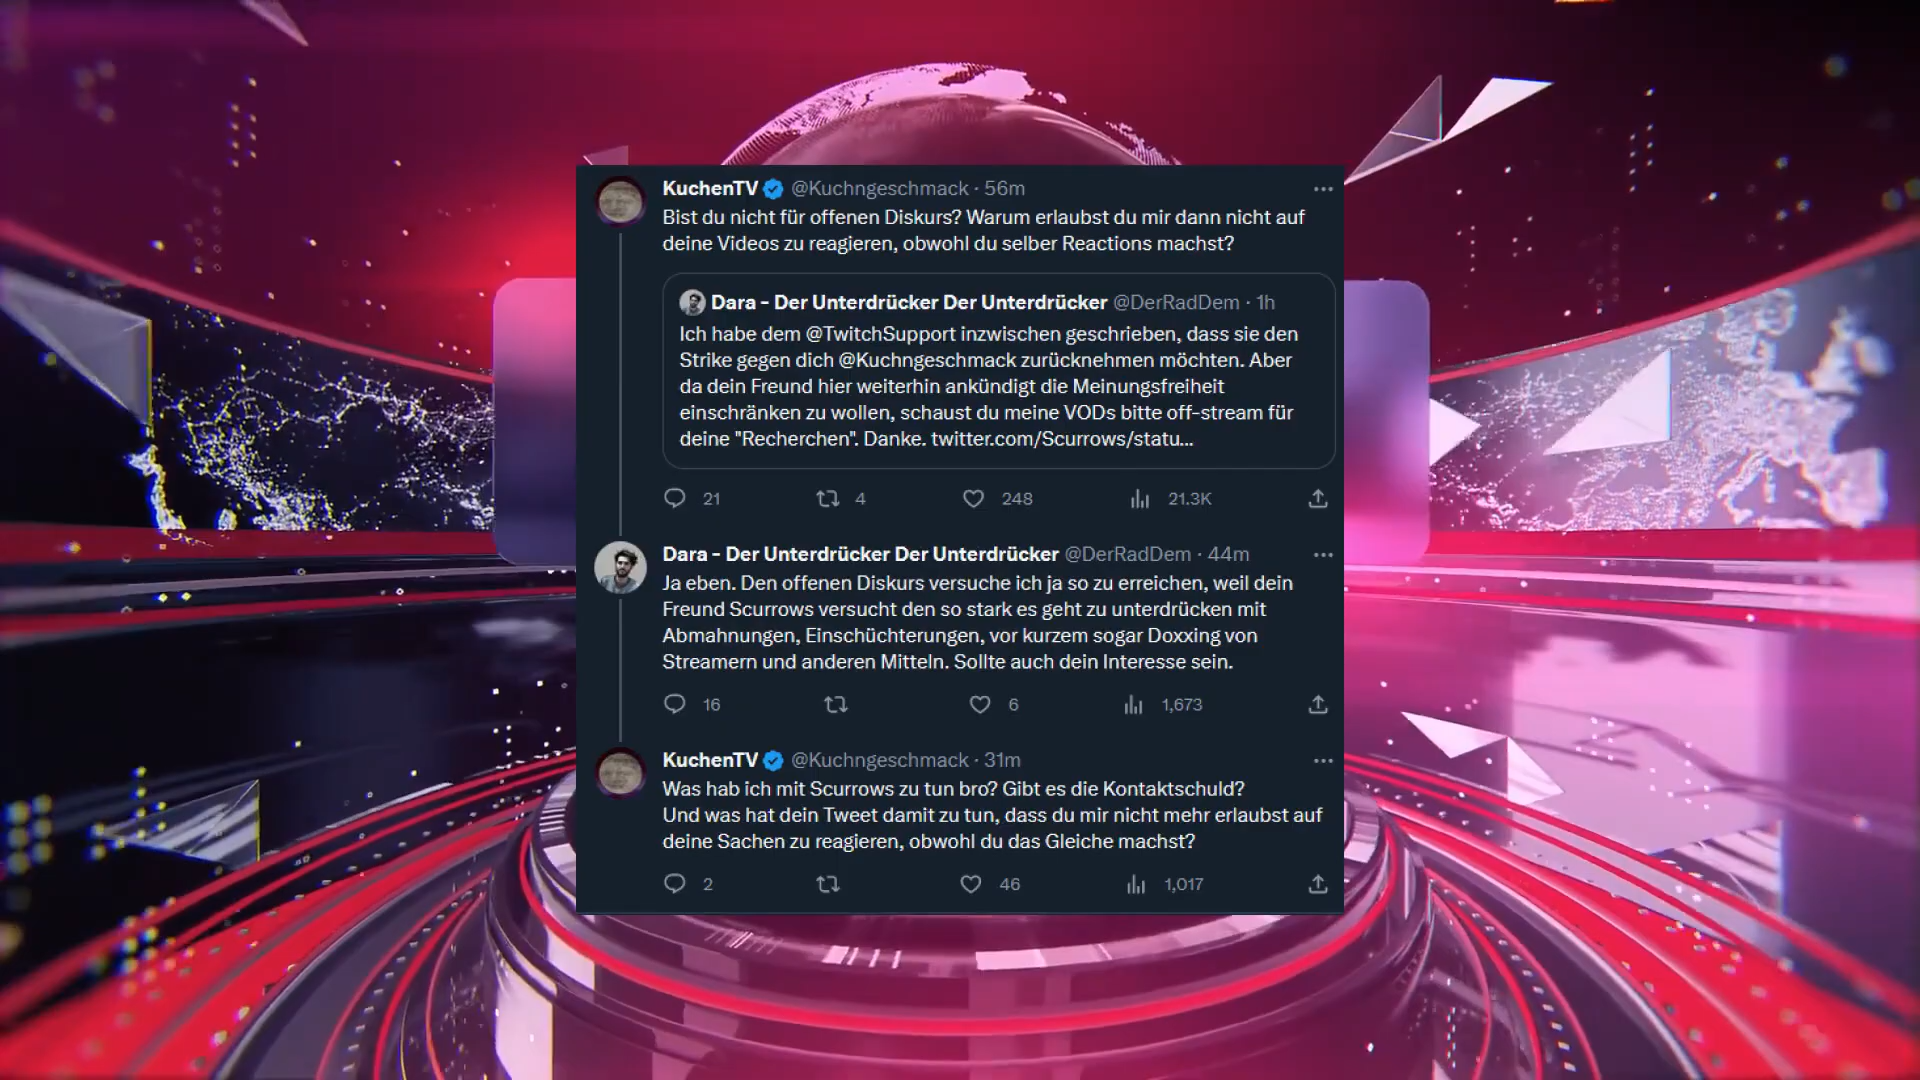 KuchenTV @Kuchngeschmack · 56m
Bist du nicht für offenen Diskurs? Warum erlaubst du mir dann nicht auf
deine Videos zu reagieren, obwohl du selber Reactions machst?
Dara - Der Unterdrücker Der Unterdrücker @DerRadDem · 1h
Ich habe dem @TwitchSupport inzwischen geschrieben, dass sie den
Strike gegen dich @Kuchngeschmack zurücknehmen möchten. Aber
da dein Freund hier weiterhin ankündigt die Meinungsfreiheit
einschränken zu wollen, schaust du meine VODs bitte off-stream für
deine "Recherchen". Danke. twitter.com/Scurrows/statu...
21 4 248 21.3K
Dara - Der Unterdrücker Der Unterdrücker @DerRadDem · 44m
Ja eben. Den offenen Diskurs versuche ich ja so zu erreichen, weil dein
Freund Scurrows versucht den so stark es geht zu unterdrücken mit
Abmahnungen, Einschüchterungen, vor kurzem sogar Doxxing von
Streamern und anderen Mitteln. Sollte auch dein Interesse sein.
16 6 1,673
KuchenTV @Kuchngeschmack · 31m
Was hab ich mit Scurrows zu tun bro? Gibt es die Kontaktschuld?
Und was hat dein Tweet damit zu tun, dass du mir nicht mehr erlaubst auf
deine Sachen zu reagieren, obwohl du das Gleiche machst?
2 46 1,017